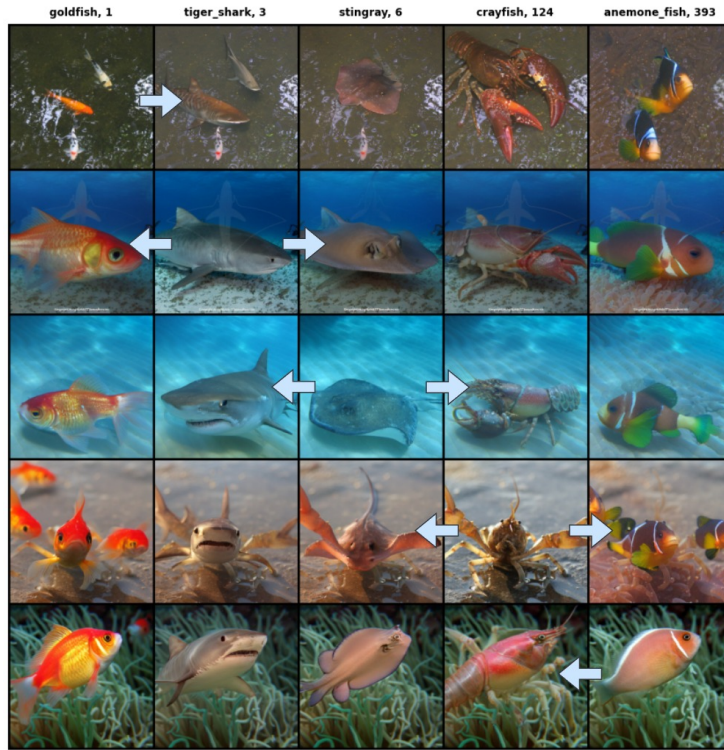 goldfish, 1
tiger_shark, 3
stingray, 6
crayfish, 124
anemone_fish, 393